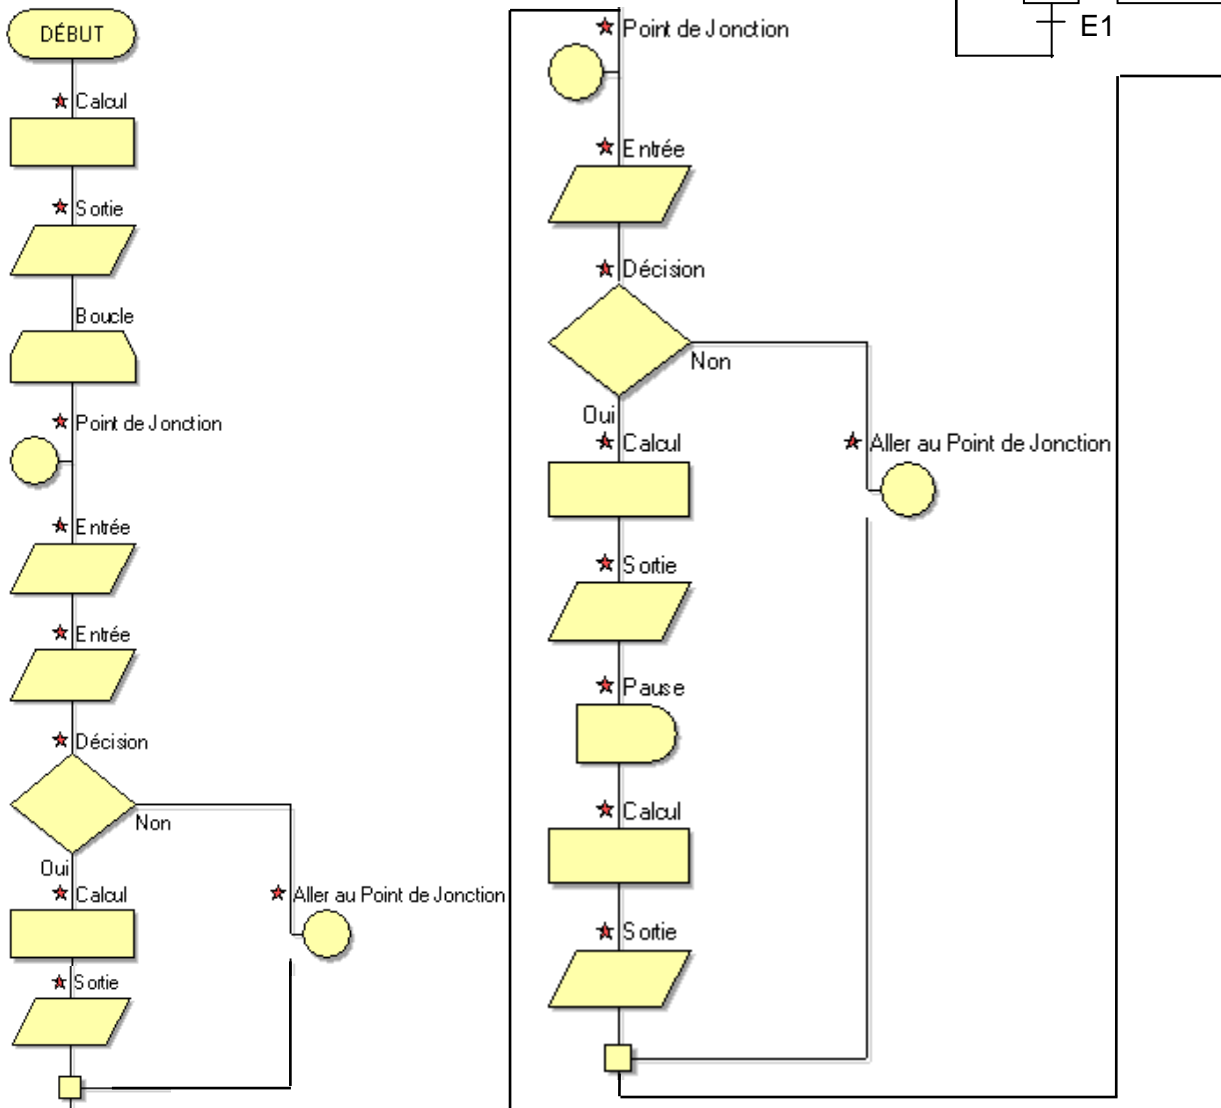 DÉBUT
Calcul
Sortie
Boucle
Point de Jonction
Entrée
Entrée
Décision
Non
Oui
Calcul
Aller au Point de Jonction
Sortie
Point de Jonction
Entrée
Décision
Non
Oui
Calcul
Aller au Point de Jonction
Sortie
Pause
Calcul
Sortie
E1